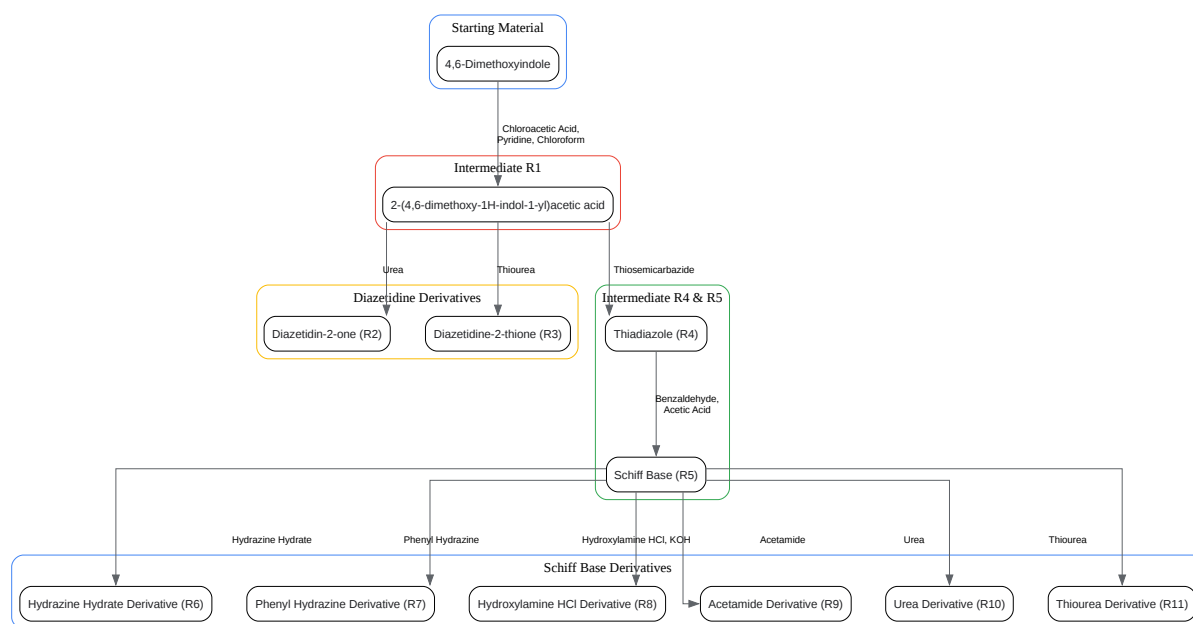 Starting Material
4,6-Dimethoxyindole
Chloroacetic Acid,
Pyridine, Chloroform
Intermediate R1
2-(4,6-dimethoxy-1H-indol-1-yl)acetic acid
Urea
Thiourea
Thiosemicarbazide
Diazetidine Derivatives
Intermediate R4 & R5
Diazetidin-2-one (R2)
Diazetidine-2-thione (R3)
Thiadiazole (R4)
Benzaldehyde,
Acetic Acid
Schiff Base (R5)
Hydrazine Hydrate
Phenyl Hydrazine
Hydroxylamine HCl, KOH
Acetamide
Urea
Thiourea
Schiff Base Derivatives
Hydrazine Hydrate Derivative (R6)
Phenyl Hydrazine Derivative (R7)
Hydroxylamine HCl Derivative (R8)
Acetamide Derivative (R9)
Urea Derivative (R10)
Thiourea Derivative (R11)